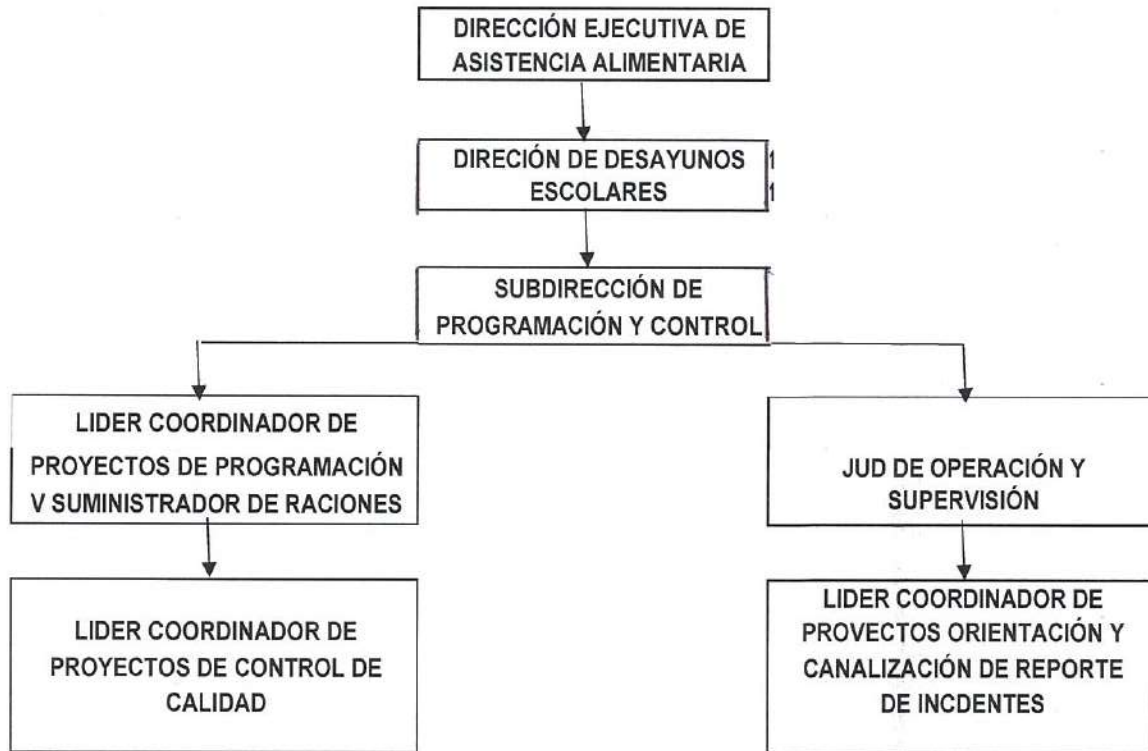 DIRECCIÓN EJECUTIVA DE
ASISTENCIA ALIMENTARIA
DIRECIÓN DE DESAYUNOS
ESCOLARES
SUBDIRECCIÓN DE
PROGRAMACIÓN Y CONTROL
LIDER COORDINADOR DE
PROYECTOS DE PROGRAMACIÓN
V SUMINISTRADOR DE RACIONES
JUD DE OPERACIÓN Y
SUPERVISIÓN
LIDER COORDINADOR DE
PROYECTOS DE CONTROL DE
CALIDAD
LIDER COORDINADOR DE
PROVECTOS ORIENTACIÓN Y
CANALIZACIÓN DE REPORTE
DE INCDENTES